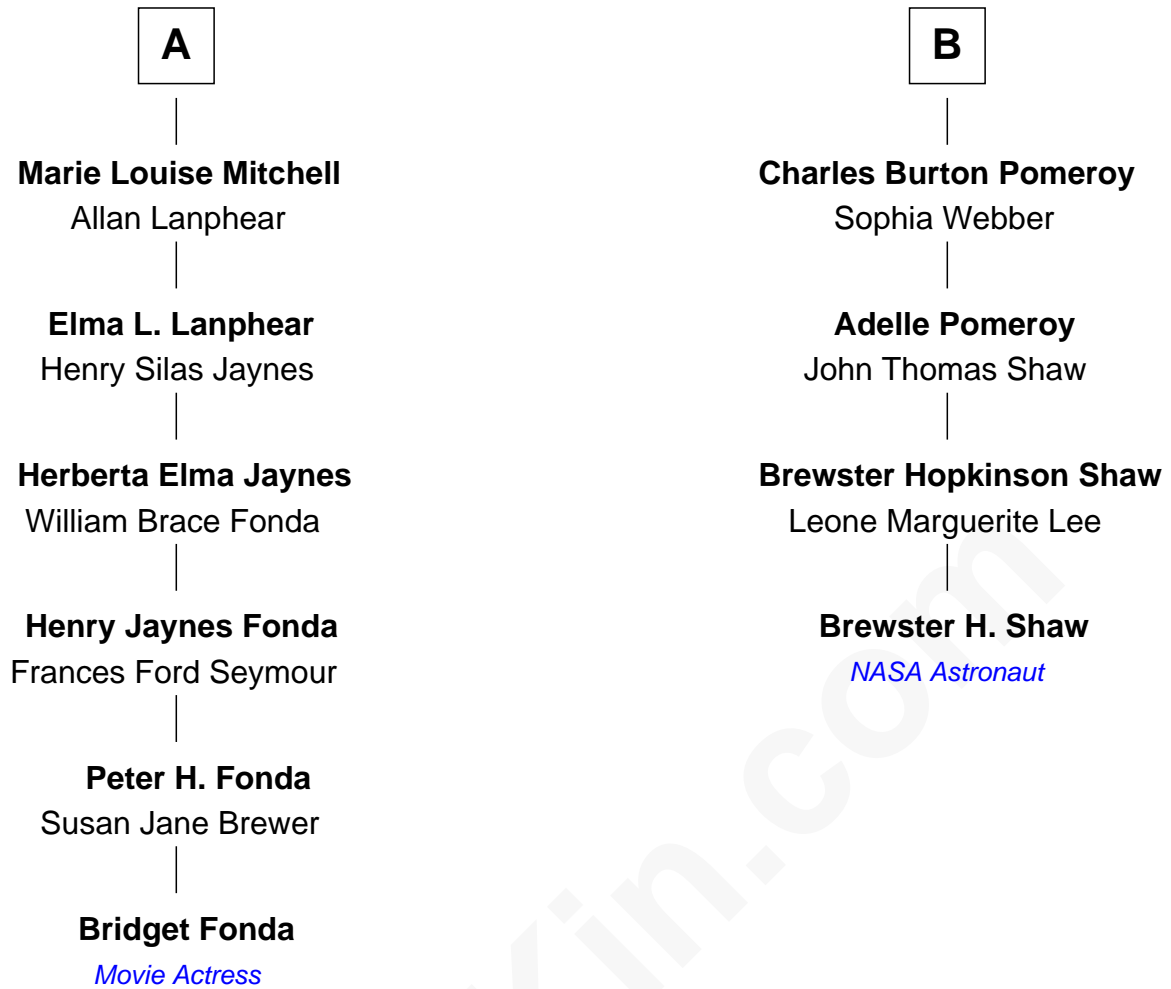 A
Marie Louise Mitchell
Allan Lanphear
Elma L. Lanphear
Henry Silas Jaynes
Herberta Elma Jaynes
William Brace Fonda
Henry Jaynes Fonda
Frances Ford Seymour
Peter H. Fonda
Susan Jane Brewer
Bridget Fonda
Movie Actress
B
Charles Burton Pomeroy
Sophia Webber
Adelle Pomeroy
John Thomas Shaw
Brewster Hopkinson Shaw
Leone Marguerite Lee
Brewster H. Shaw
NASA Astronaut